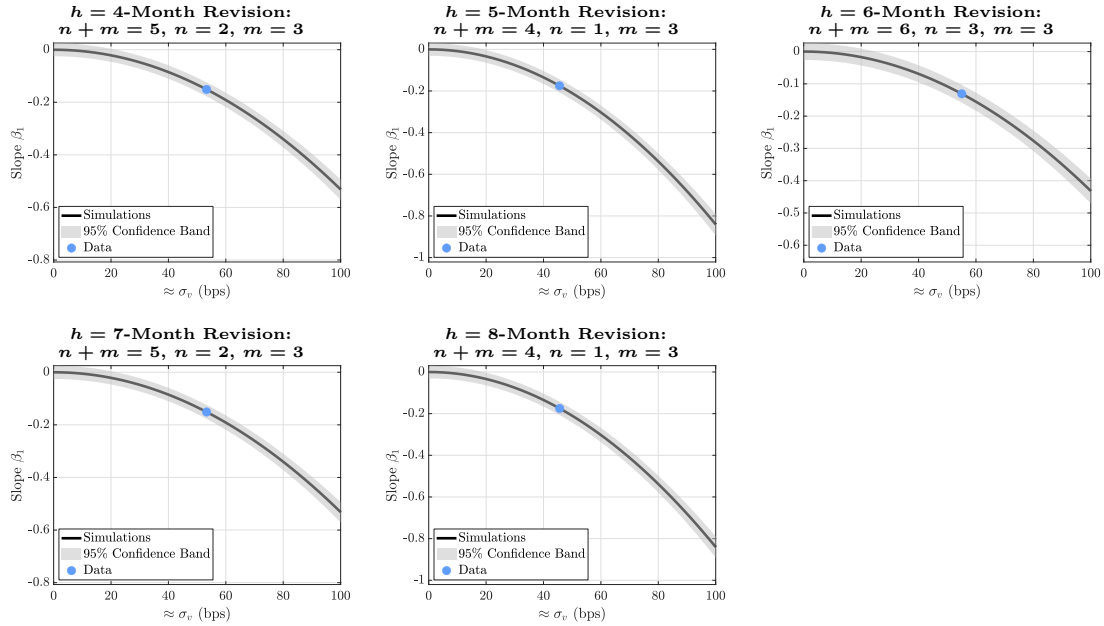 h = 4-Month Revision:
n + m = 5, n = 2, m = 3
0
-0.2
-0.4
-0.6
-0.8
Slope β₁
Simulations
95% Confidence Band
Data
0 20 40 60 80 100
≈ σᵥ (bps)
h = 5-Month Revision:
n + m = 4, n = 1, m = 3
0
-0.2
-0.4
-0.6
-0.8
-1
Slope β₁
Simulations
95% Confidence Band
Data
0 20 40 60 80 100
≈ σᵥ (bps)
h = 6-Month Revision:
n + m = 6, n = 3, m = 3
0
-0.1
-0.2
-0.3
-0.4
-0.5
-0.6
Slope β₁
Simulations
95% Confidence Band
Data
0 20 40 60 80 100
≈ σᵥ (bps)
h = 7-Month Revision:
n + m = 5, n = 2, m = 3
0
-0.2
-0.4
-0.6
-0.8
Slope β₁
Simulations
95% Confidence Band
Data
0 20 40 60 80 100
≈ σᵥ (bps)
h = 8-Month Revision:
n + m = 4, n = 1, m = 3
0
-0.2
-0.4
-0.6
-0.8
-1
Slope β₁
Simulations
95% Confidence Band
Data
0 20 40 60 80 100
≈ σᵥ (bps)